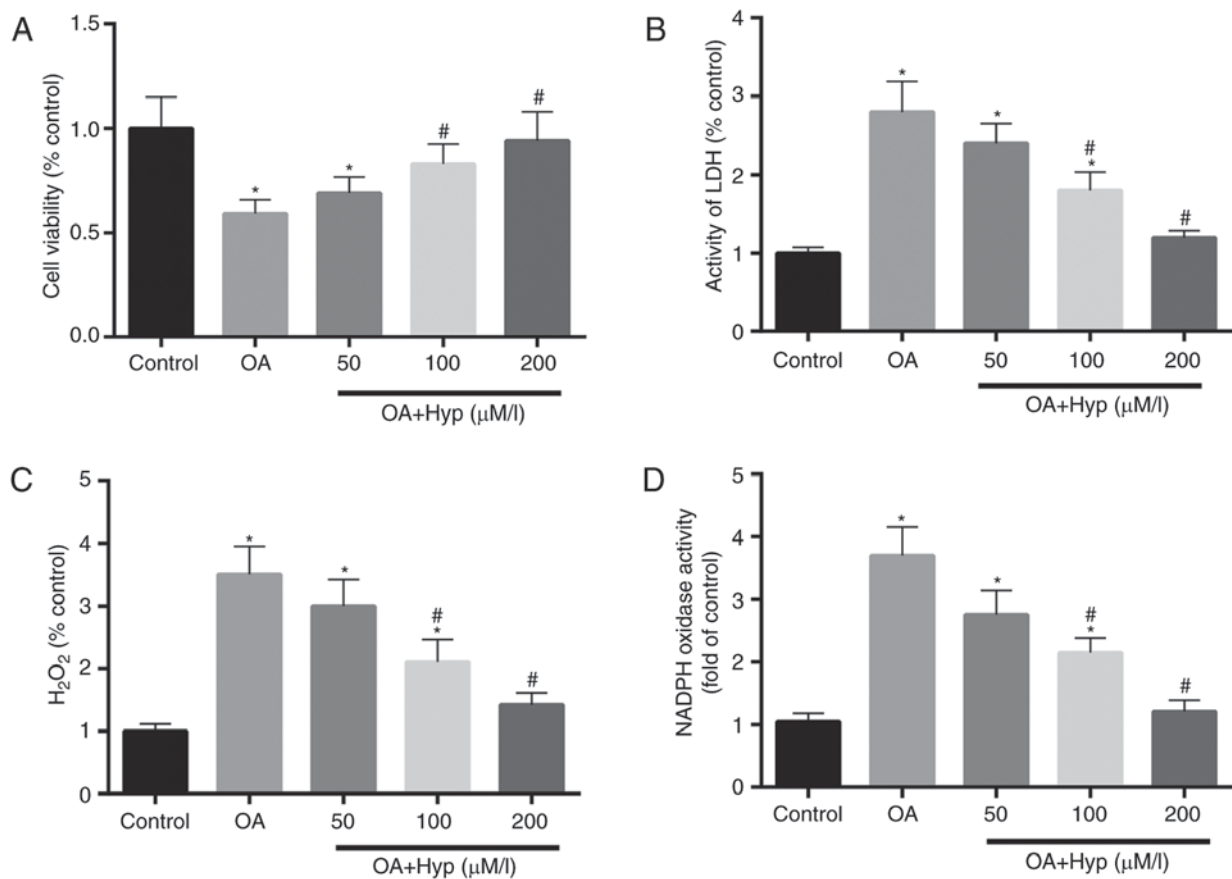 A
Cell viability (% control)
1.5
1.0
0.5
0.0
*
*
#
#
Control OA 50 100 200
OA+Hyp (μM/l)
B
Activity of LDH (% control)
4
3
2
1
0
*
*
#
*
#
Control OA 50 100 200
OA+Hyp (μM/l)
C
H₂O₂ (% control)
5
4
3
2
1
0
*
*
#
*
#
Control OA 50 100 200
OA+Hyp (μM/l)
D
NADPH oxidase activity
(fold of control)
5
4
3
2
1
0
*
*
#
*
#
Control OA 50 100 200
OA+Hyp (μM/l)